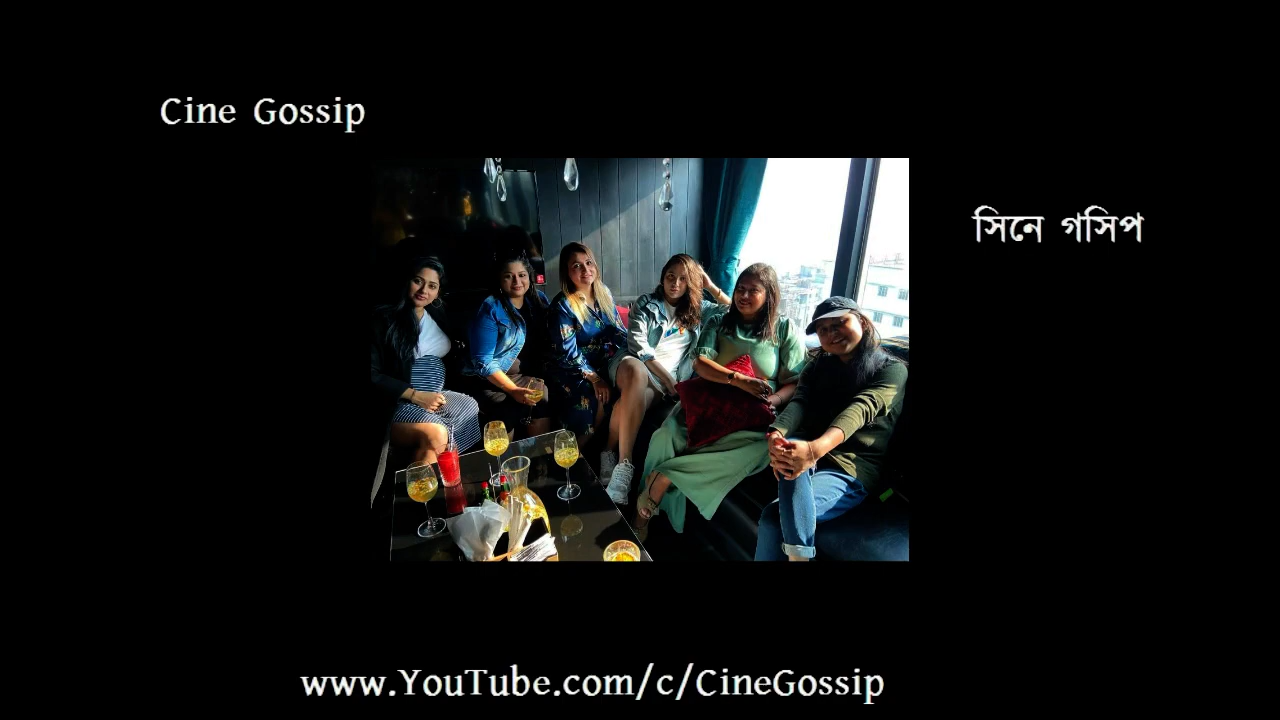 Cine Gossip
সিনে গসিপ
www.YouTube.com/c/CineGossip